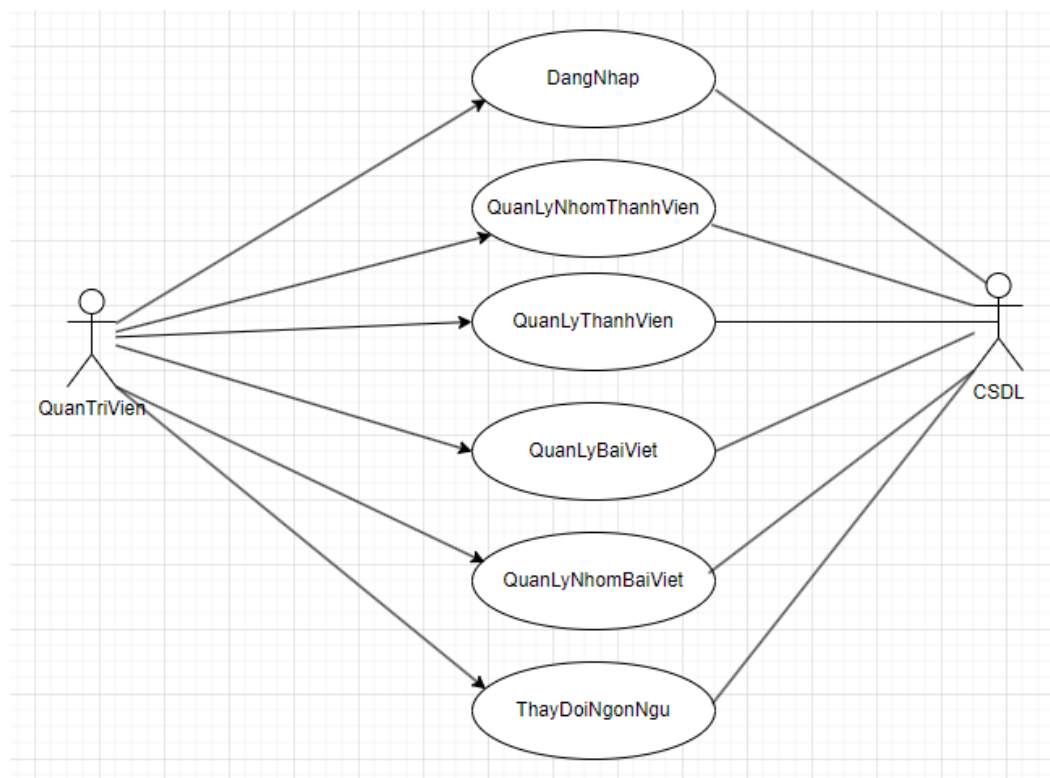 DangNhap
QuanLyNhomThanhVien
QuanLyThanhVien
QuanTriVien
CSDL
QuanLyBaiViet
QuanLyNhomBaiViet
ThayDoiNgonNgu